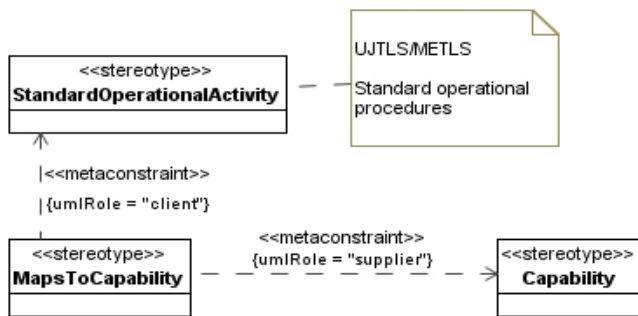 UJTLS/METLS
Standard operational
procedures
<<stereotype>>
StandardOperationalActivity
<<metaconstraint>>
{umlRole = "client"}
<<stereotype>>
MapsToCapability
<<metaconstraint>>
{umlRole = "supplier"}
<<stereotype>>
Capability